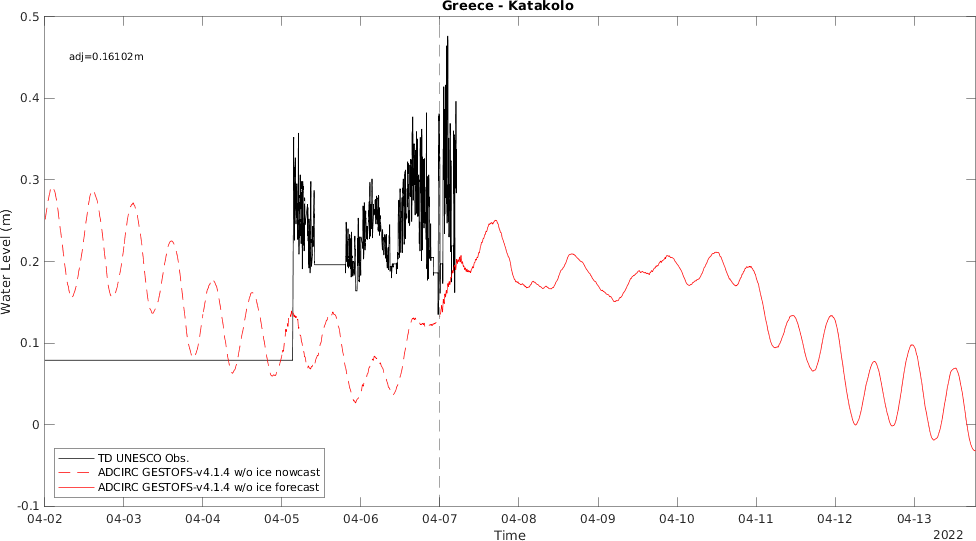 Greece - Katakolo
adj=0.16102m
0.5
0.4
0.3
0.2
0.1
0
-0.1
Water Level (m)
TD UNESCO Obs.
ADCIRC GESTOFS-v4.1.4 w/o ice nowcast
ADCIRC GESTOFS-v4.1.4 w/o ice forecast
04-02 04-03 04-04 04-05 04-06 04-07 04-08 04-09 04-10 04-11 04-12 04-13
Time
2022